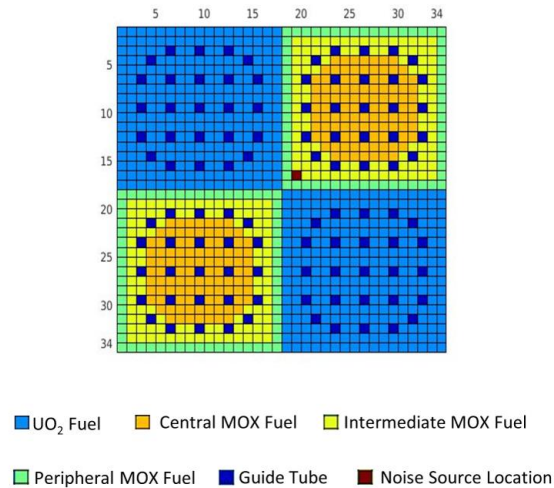 5 10 15 20 25 30 34
5
10
15
20
25
30
34
UO₂ Fuel Central MOX Fuel Intermediate MOX Fuel
Peripheral MOX Fuel Guide Tube Noise Source Location